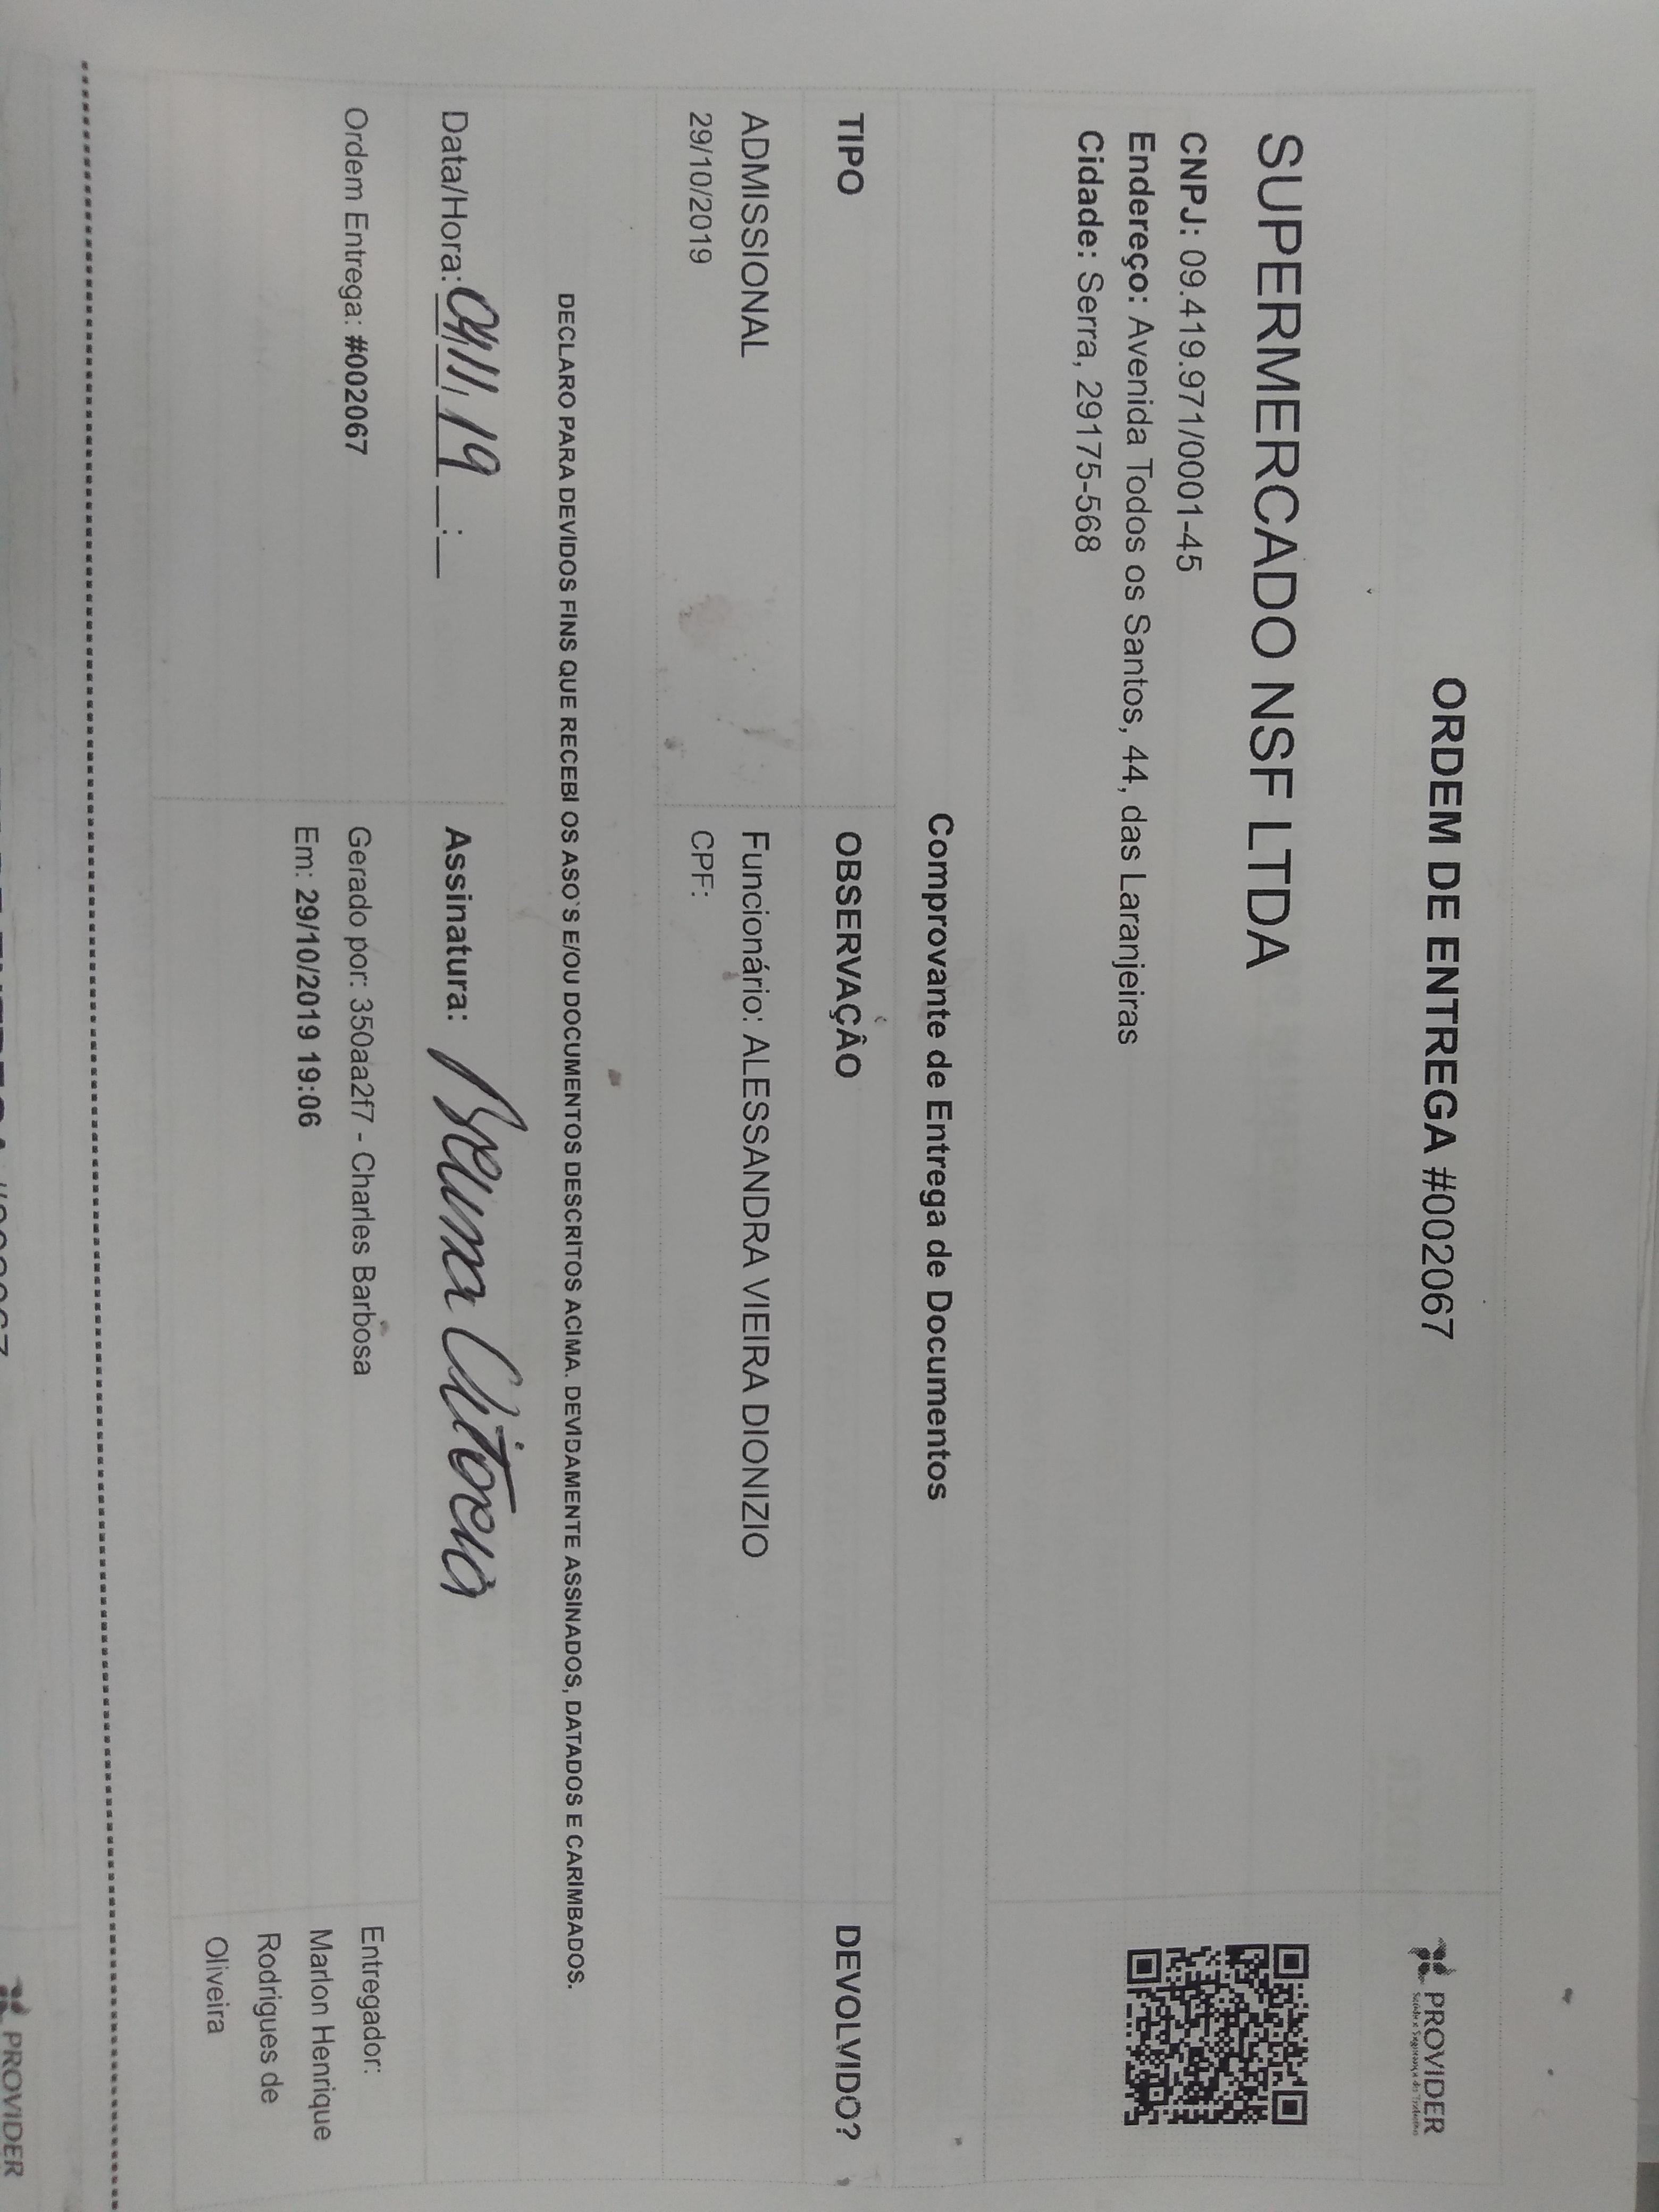 ORDEM DE ENTREGA #002067
PROVIDER
Saúde e Segurança do Trabalho
SUPERMERCADO NSF LTDA
CNPJ: 09.419.971/0001-45
Endereço: Avenida Todos os Santos, 44, das Laranjeiras
Cidade: Serra, 29175-568
Comprovante de Entrega de Documentos
TIPO OBSERVAÇÃO DEVOLVIDO?
ADMISSIONAL Funcionário: ALESSANDRA VIEIRA DIONIZIO
29/10/2019 CPF:
DECLARO PARA DEVIDOS FINS QUE RECEBI OS ASO`S E/OU DOCUMENTOS DESCRITOS ACIMA. DEVIDAMENTE ASSINADOS, DATADOS E CARIMBADOS.
Data/Hora: 19 __:__ Assinatura: Bruna Vitoria
Ordem Entrega: #002067 Gerado por: 350aa2f7 - Charles Barbosa Entregador:
Em: 29/10/2019 19:06 Marlon Henrique
Rodrigues de
Oliveira
PROVIDER